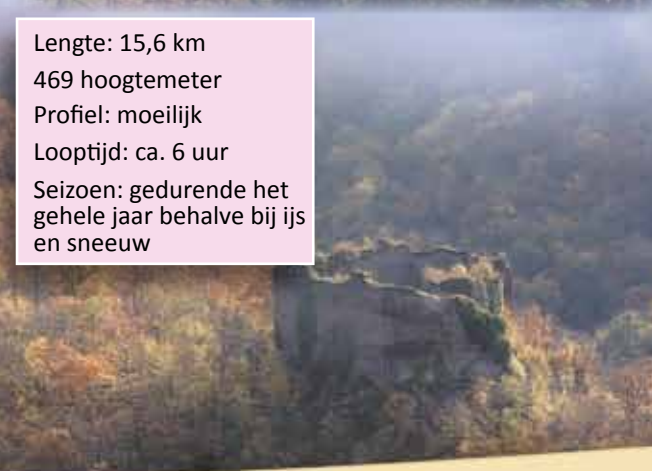 Lengte: 15,6 km
469 hoogtemeter
Profiel: moeilijk
Looptijd: ca. 6 uur
Seizoen: gedurende het
gehele jaar behalve bij ijs
en sneeuw